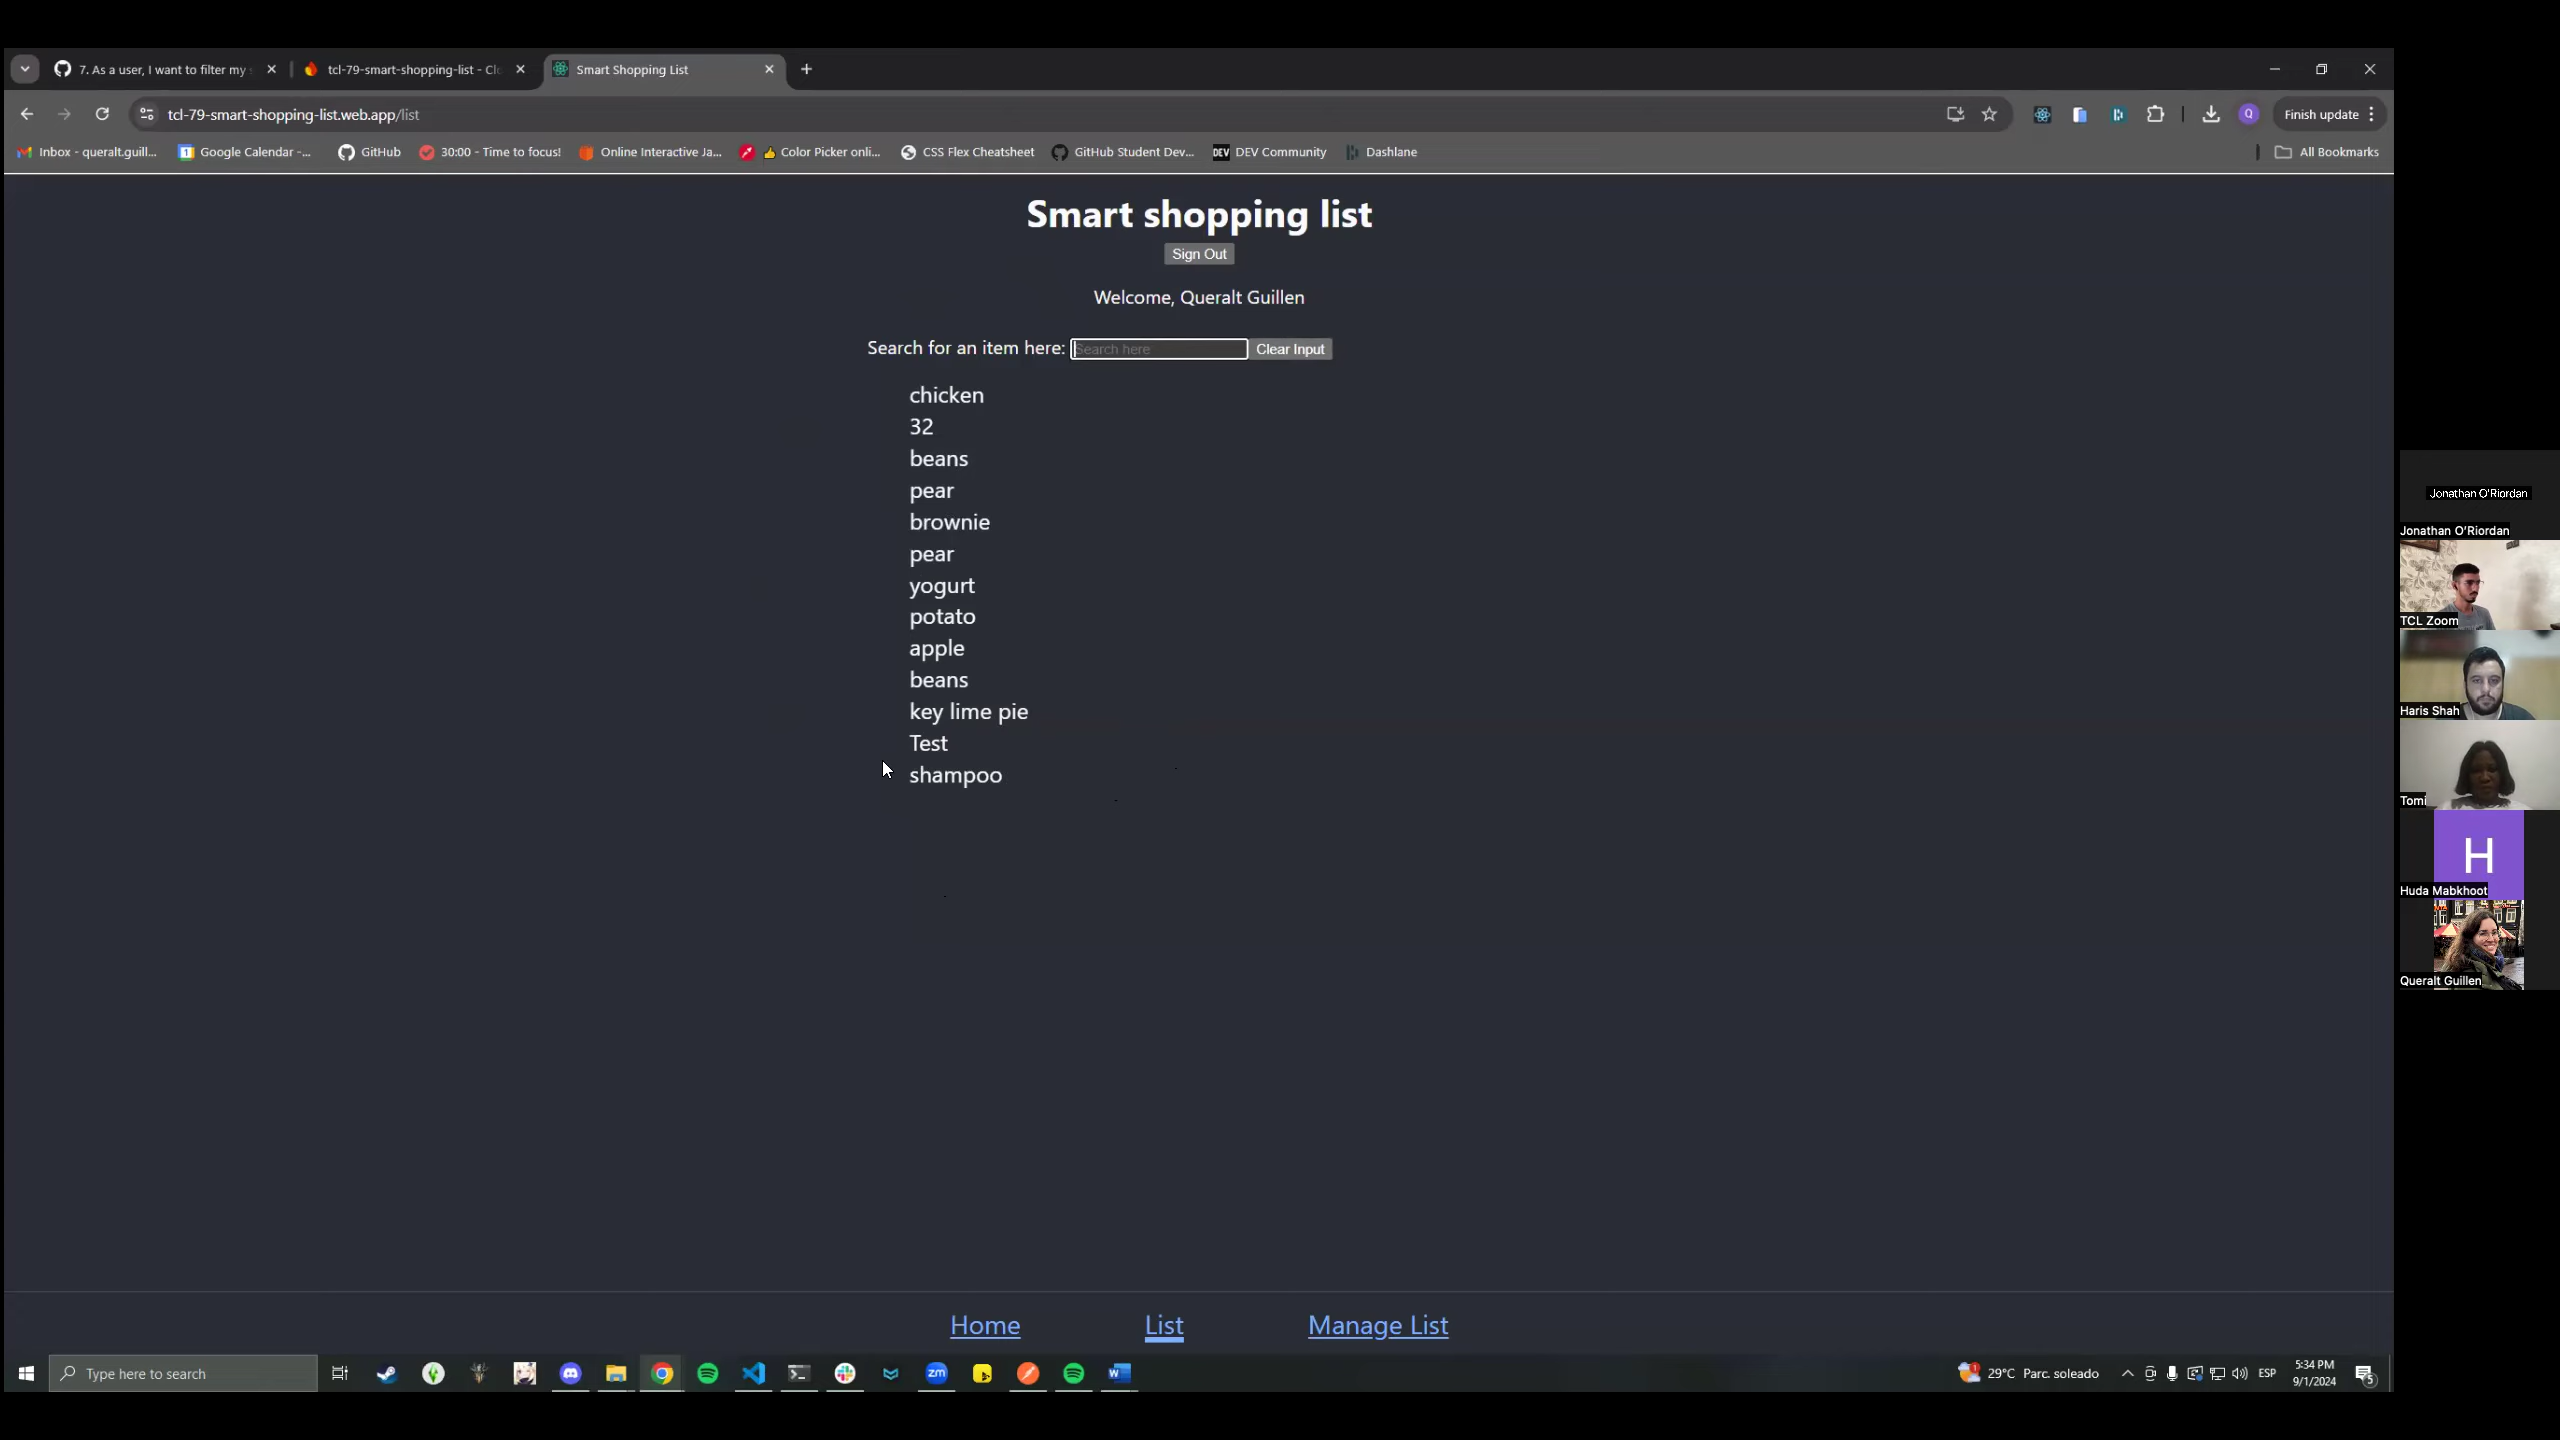 7. As a user, I want to filter my
tcl-79-smart-shopping-list - Clo
Smart Shopping List
tcl-79-smart-shopping-list.web.app/list
Finish update
Inbox - queralt.guill...
Google Calendar -...
GitHub
30:00 - Time to focus!
Online Interactive Ja...
Color Picker onli...
CSS Flex Cheatsheet
GitHub Student Dev...
DEV DEV Community
Dashlane
All Bookmarks
Smart shopping list
Sign Out
Welcome, Queralt Guillen
Search for an item here: Search here Clear Input
chicken
32
beans
pear
brownie
pear
yogurt
potato
apple
beans
key lime pie
Test
shampoo
Home
List
Manage List
Jonathan O'Riordan
Jonathan O'Riordan
TCL Zoom
Haris Shah
Tomi
H
Huda Mabkhoot
Queralt Guillen
Type here to search
zm
29°C Parc. soleado
ESP
5:34 PM
9/1/2024
5